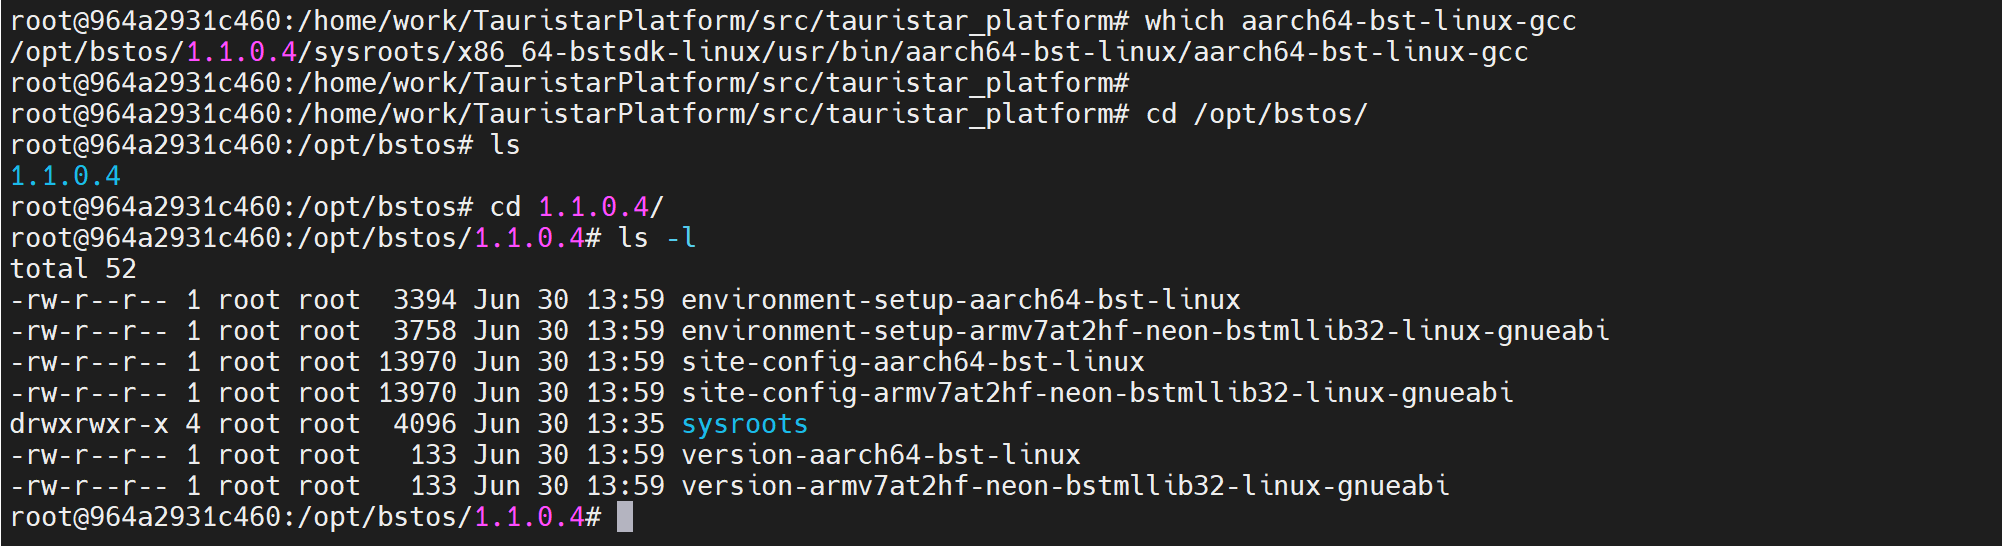 root@964a2931c460:/home/work/TauristarPlatform/src/tauristar_platform# which aarch64-bst-linux-gcc
/opt/bstos/1.1.0.4/sysroots/x86_64-bstsdk-linux/usr/bin/aarch64-bst-linux/aarch64-bst-linux-gcc
root@964a2931c460:/home/work/TauristarPlatform/src/tauristar_platform#
root@964a2931c460:/home/work/TauristarPlatform/src/tauristar_platform# cd /opt/bstos/
root@964a2931c460:/opt/bstos# ls
1.1.0.4
root@964a2931c460:/opt/bstos# cd 1.1.0.4/
root@964a2931c460:/opt/bstos/1.1.0.4# ls -l
total 52
-rw-r--r-- 1 root root  3394 Jun 30 13:59 environment-setup-aarch64-bst-linux
-rw-r--r-- 1 root root  3758 Jun 30 13:59 environment-setup-armv7at2hf-neon-bstmllib32-linux-gnueabi
-rw-r--r-- 1 root root 13970 Jun 30 13:59 site-config-aarch64-bst-linux
-rw-r--r-- 1 root root 13970 Jun 30 13:59 site-config-armv7at2hf-neon-bstmllib32-linux-gnueabi
drwxrwxr-x 4 root root  4096 Jun 30 13:35 sysroots
-rw-r--r-- 1 root root   133 Jun 30 13:59 version-aarch64-bst-linux
-rw-r--r-- 1 root root   133 Jun 30 13:59 version-armv7at2hf-neon-bstmllib32-linux-gnueabi
root@964a2931c460:/opt/bstos/1.1.0.4#